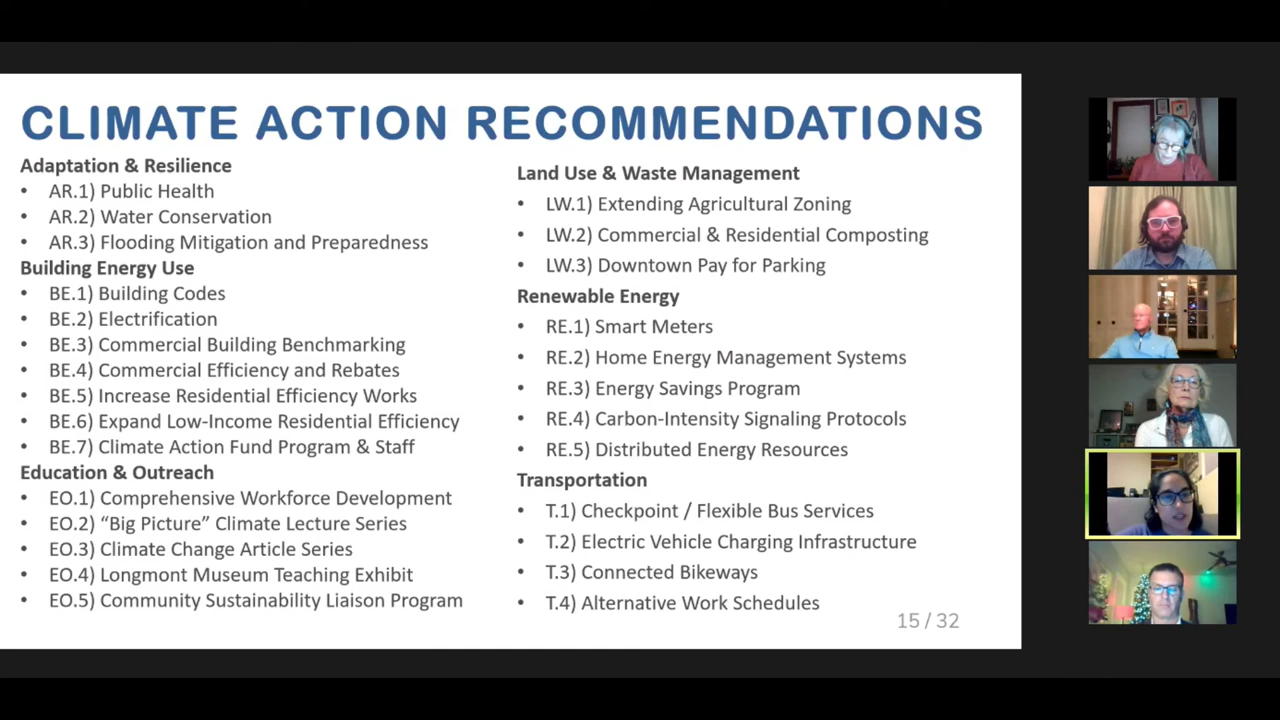 CLIMATE ACTION RECOMMENDATIONS
Adaptation & Resilience
• AR.1) Public Health
• AR.2) Water Conservation
• AR.3) Flooding Mitigation and Preparedness
Building Energy Use
• BE.1) Building Codes
• BE.2) Electrification
• BE.3) Commercial Building Benchmarking
• BE.4) Commercial Efficiency and Rebates
• BE.5) Increase Residential Efficiency Works
• BE.6) Expand Low-Income Residential Efficiency
• BE.7) Climate Action Fund Program & Staff
Education & Outreach
• EO.1) Comprehensive Workforce Development
• EO.2) “Big Picture” Climate Lecture Series
• EO.3) Climate Change Article Series
• EO.4) Longmont Museum Teaching Exhibit
• EO.5) Community Sustainability Liaison Program
Land Use & Waste Management
• LW.1) Extending Agricultural Zoning
• LW.2) Commercial & Residential Composting
• LW.3) Downtown Pay for Parking
Renewable Energy
• RE.1) Smart Meters
• RE.2) Home Energy Management Systems
• RE.3) Energy Savings Program
• RE.4) Carbon-Intensity Signaling Protocols
• RE.5) Distributed Energy Resources
Transportation
• T.1) Checkpoint / Flexible Bus Services
• T.2) Electric Vehicle Charging Infrastructure
• T.3) Connected Bikeways
• T.4) Alternative Work Schedules
15 / 32